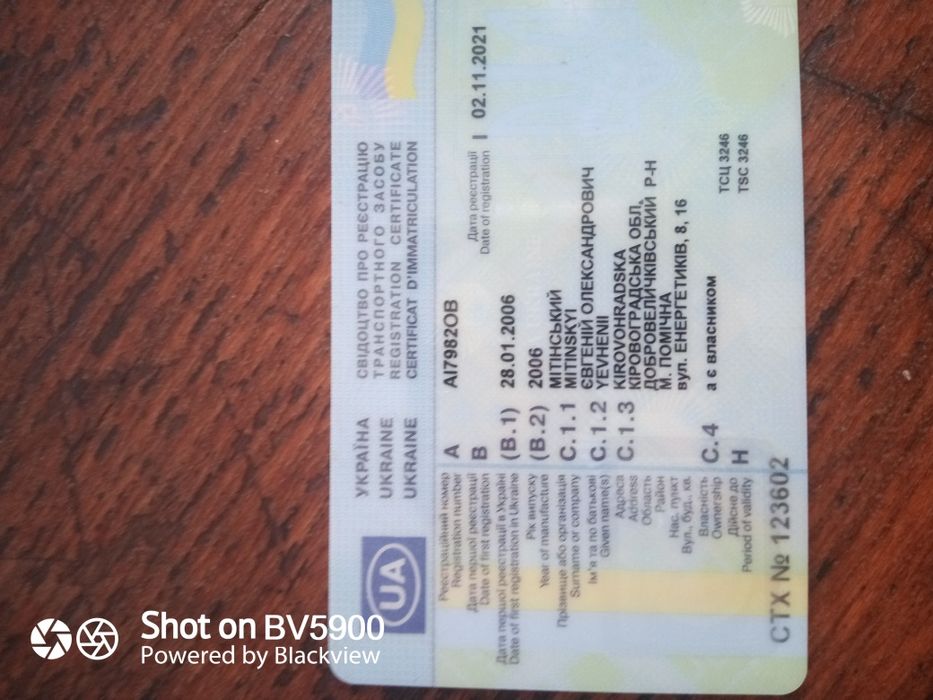 УКРАЇНА СВІДОЦТВО ПРО РЕЄСТРАЦІЮ
UKRAINE ТРАНСПОРТНОГО ЗАСОБУ
UKRAINE REGISTRATION CERTIFICATE
CERTIFICAT D'IMMATRICULATION
UA
Реєстраційний номер A AI7982OB
Registration number
Дата першої реєстрації B Дата реєстрації I 02.11.2021
Date of first registration Date of registration
Дата першої реєстрації в Україні (B.1) 28.01.2006
Date of first registration in Ukraine
Рік випуску (B.2) 2006
Year of manufacture
Прізвище або організація C.1.1 МІТІНСЬКИЙ
Surname or company MITINSKYI
Ім'я та по батькові C.1.2 ЄВГЕНІЙ ОЛЕКСАНДРОВИЧ
Given name(s) YEVHENII
Адреса C.1.3 KIROVOHRADSKA
Address КІРОВОГРАДСЬКА ОБЛ,
Область ДОБРОВЕЛИЧКІВСЬКИЙ Р-Н
Район М. ПОМІЧНА
Нас. пункт вул. ЕНЕРГЕТИКІВ, 8, 16
Вул., буд., кв.
Власність C.4 а є власником
Ownership ТСЦ 3246
Дійсне до H TSC 3246
Period of validity
СТХ № 123602
Shot on BV5900
Powered by Blackview